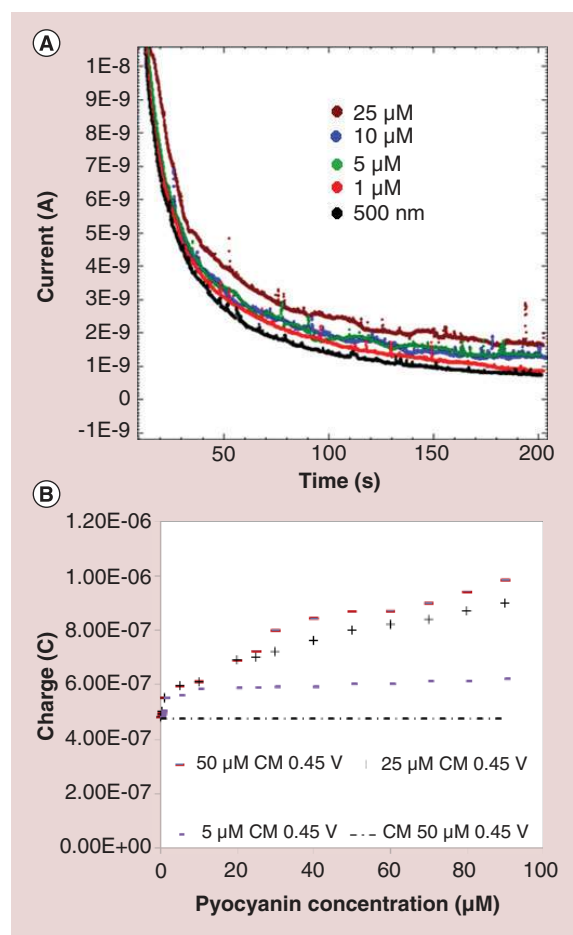 A
1E-8
9E-9
8E-9
7E-9
6E-9
5E-9
4E-9
3E-9
2E-9
1E-9
0
-1E-9
Current (A)
25 µM
10 µM
5 µM
1 µM
500 nm
50 100 150 200
Time (s)
B
1.20E-06
1.00E-06
8.00E-07
6.00E-07
4.00E-07
2.00E-07
0.00E+00
Charge (C)
50 µM CM 0.45 V 25 µM CM 0.45 V
5 µM CM 0.45 V CM 50 µM 0.45 V
0 20 40 60 80 100
Pyocyanin concentration (µM)